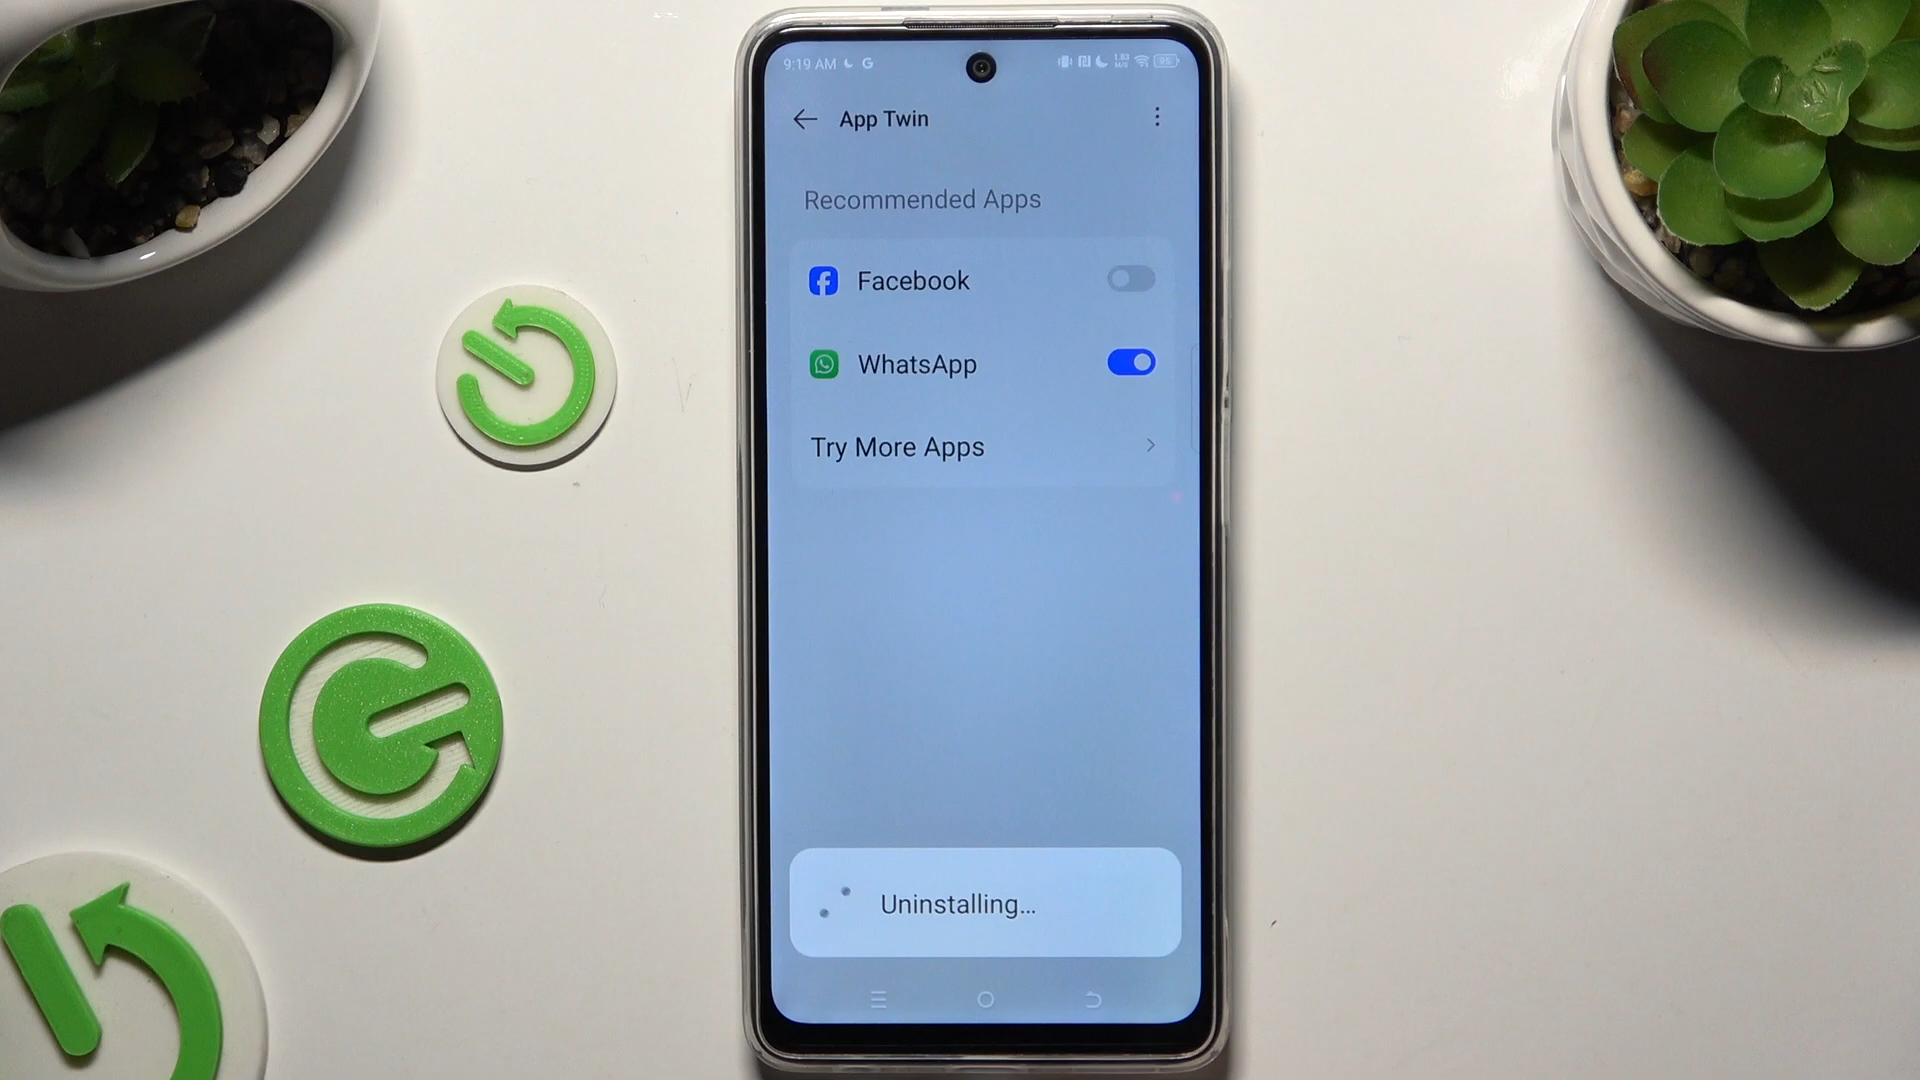 9:19 AM G
App Twin
Recommended Apps
Facebook
WhatsApp
Try More Apps
Uninstalling...